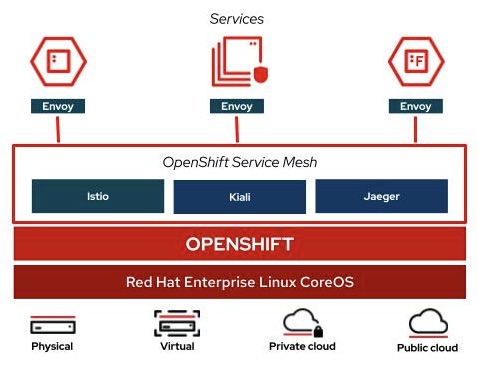 Services
Envoy Envoy Envoy
OpenShift Service Mesh
Istio Kiali Jaeger
OPENSHIFT
Red Hat Enterprise Linux CoreOS
Physical Virtual Private cloud Public cloud